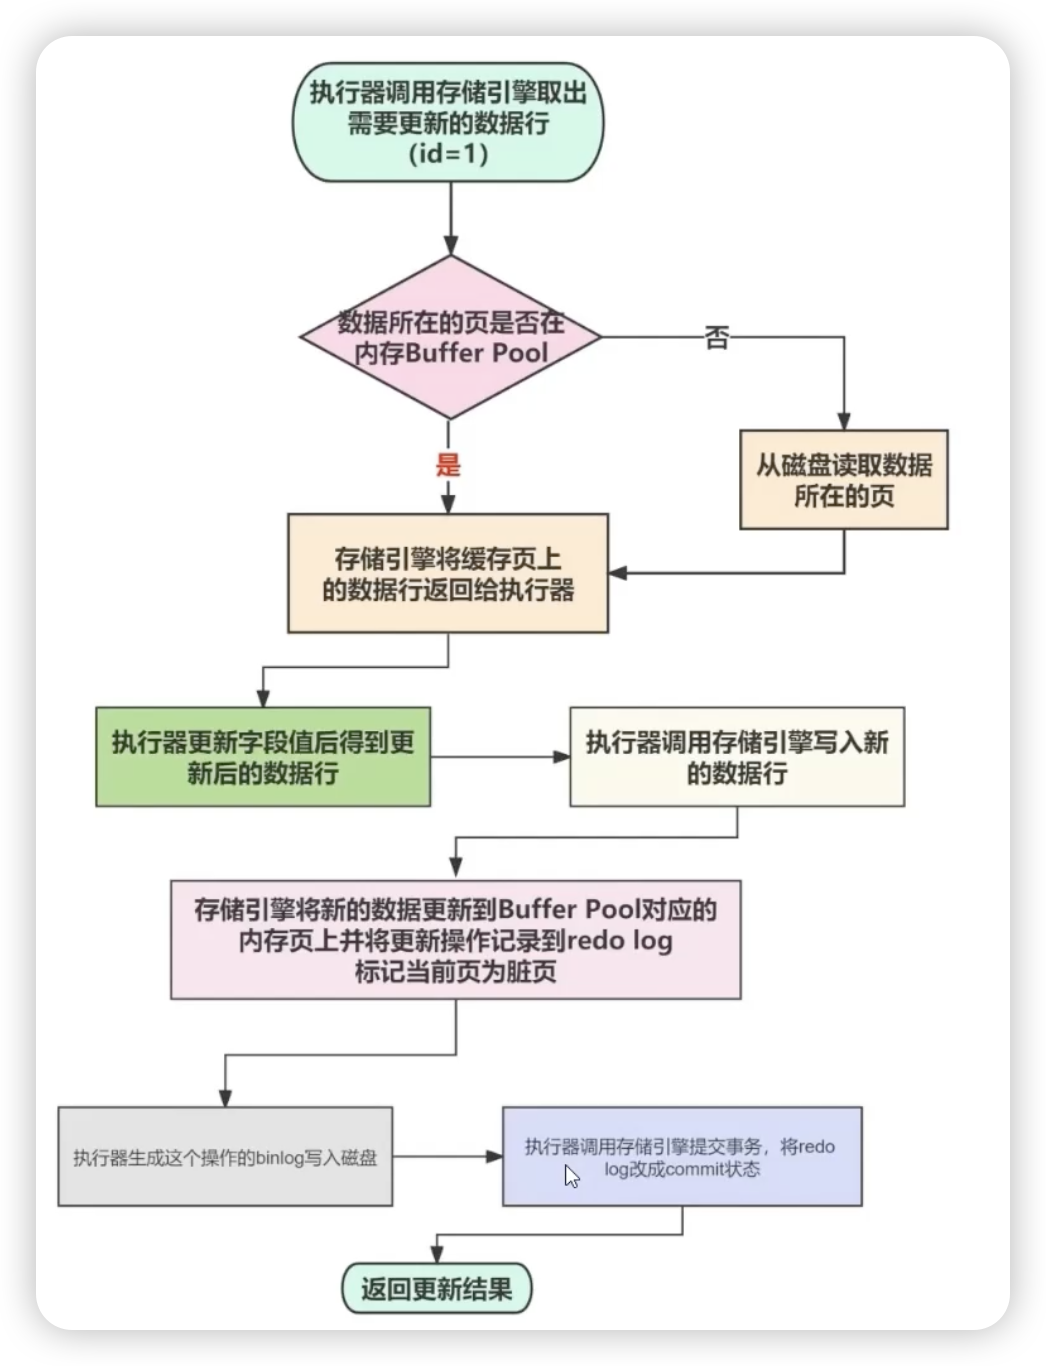 执行器调用存储引擎取出
需要更新的数据行
(id=1)
数据所在的页是否在
内存Buffer Pool
否
是
从磁盘读取数据
所在的页
存储引擎将缓存页上
的数据行返回给执行器
执行器更新字段值后得到更
新后的数据行
执行器调用存储引擎写入新
的数据行
存储引擎将新的数据更新到Buffer Pool对应的
内存页上并将更新操作记录到redo log
标记当前页为脏页
执行器生成这个操作的binlog写入磁盘
执行器调用存储引擎提交事务，将redo
log改成commit状态
返回更新结果